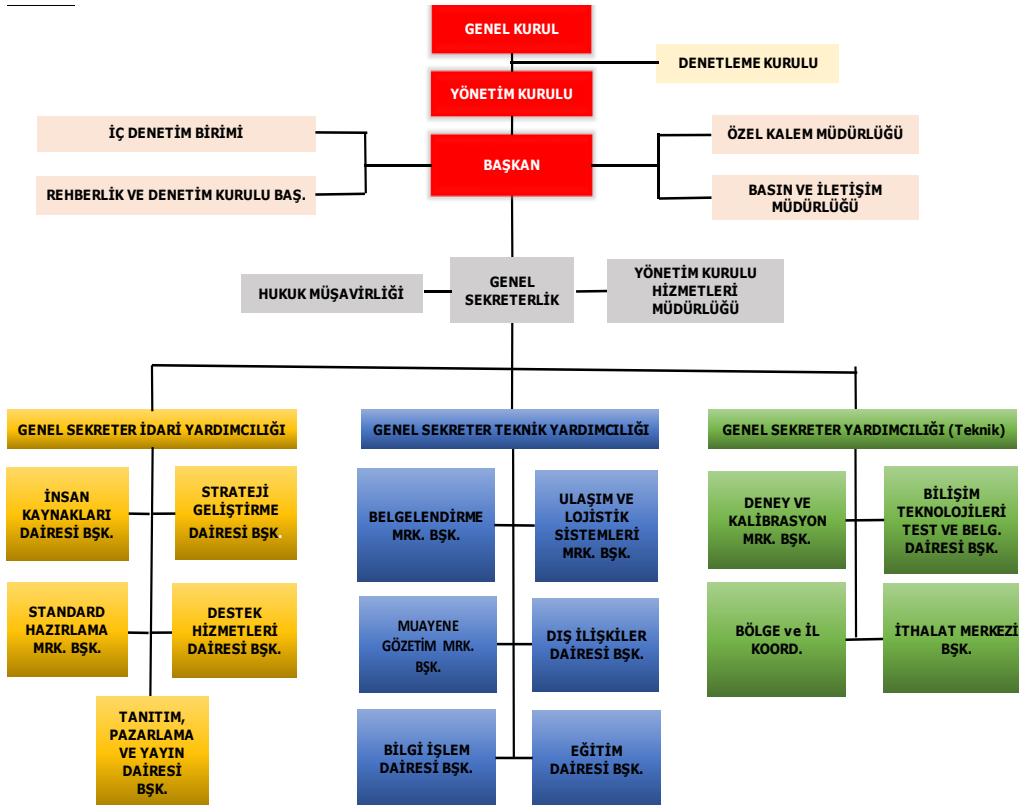 GENEL KURUL
DENETLEME KURULU
YÖNETİM KURULU
İÇ DENETİM BİRİMİ
ÖZEL KALEM MÜDÜRLÜĞÜ
BAŞKAN
REHBERLİK VE DENETİM KURULU BAŞ.
BASIN VE İLETİŞİM
MÜDÜRLÜĞÜ
HUKUK MÜŞAVİRLİĞİ
GENEL
SEKRETERLİK
YÖNETİM KURULU
HİZMETLERİ
MÜDÜRLÜĞÜ
GENEL SEKRETER İDARİ YARDIMCILIĞI
GENEL SEKRETER TEKNİK YARDIMCILIĞI
GENEL SEKRETER YARDIMCILIĞI (Teknik)
İNSAN
KAYNAKLARI
DAİRESİ BŞK.
STRATEJİ
GELİŞTİRME
DAİRESİ BŞK.
BELGELENDİRME
MRK. BŞK.
ULAŞIM VE
LOJİSTİK
SİSTEMLERİ
MRK. BŞK.
DENEY VE
KALİBRASYON
MRK. BŞK.
BİLİŞİM
TEKNOLOJİLERİ
TEST VE BELG.
DAİRESİ BŞK.
STANDARD
HAZIRLAMA
MRK. BŞK.
DESTEK
HİZMETLERİ
DAİRESİ BŞK.
MUAYENE
GÖZETİM MRK.
BŞK.
DIŞ İLİŞKİLER
DAİRESİ BŞK.
BÖLGE ve İL
KOORD.
İTHALAT MERKEZİ
BŞK.
TANITIM,
PAZARLAMA
VE YAYIN
DAİRESİ
BŞK.
BİLGİ İŞLEM
DAİRESİ BŞK.
EĞİTİM
DAİRESİ BŞK.